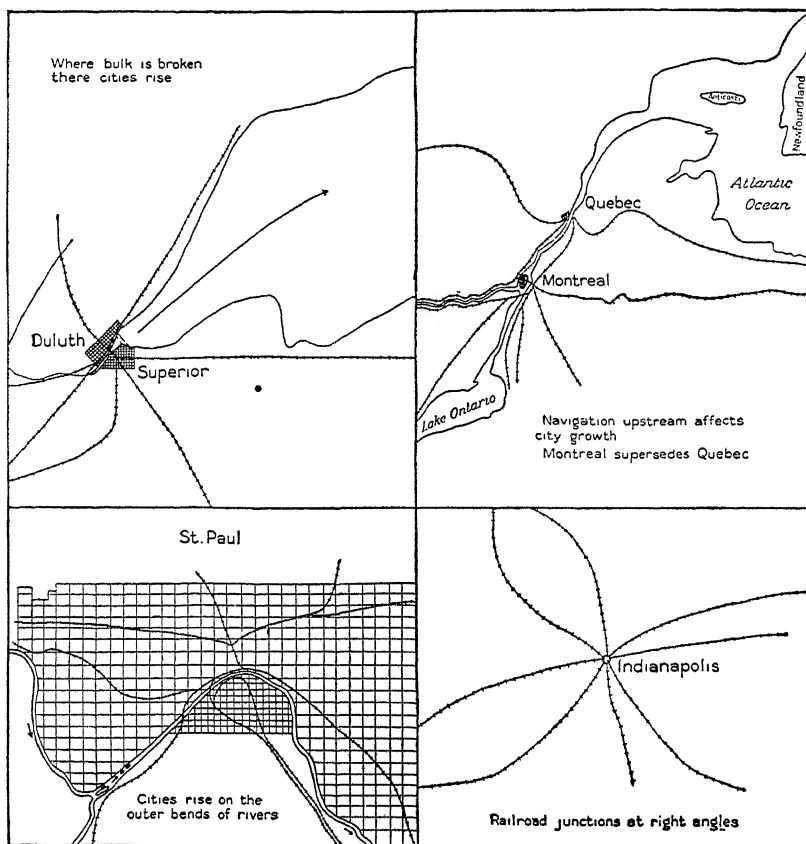 Where bulk is broken
there cities rise
Duluth
Superior
Anticosti
Newfoundland
Atlantic
Ocean
Quebec
Montreal
Lake Ontario
Navigation upstream affects
city growth
Montreal supersedes Quebec
St. Paul
Cities rise on the
outer bends of rivers
Indianapolis
Railroad junctions at right angles